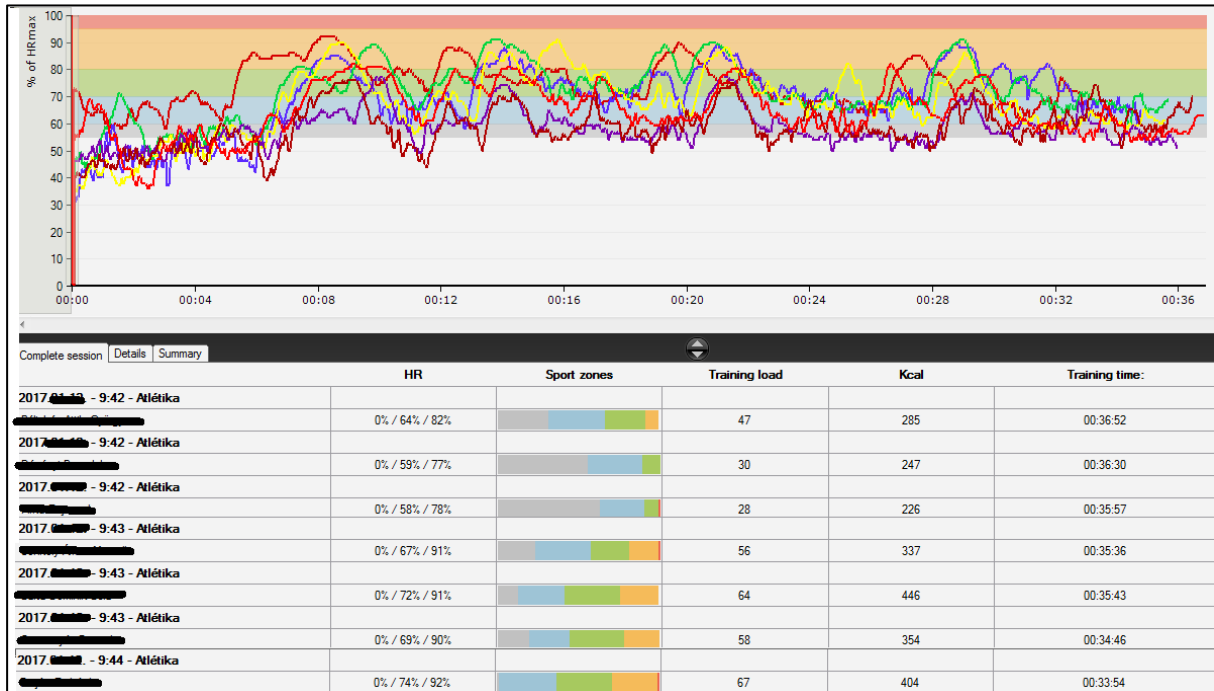 % of HRmax
100
90
80
70
60
50
40
30
20
10
0
00:00 00:04 00:08 00:12 00:16 00:20 00:24 00:28 00:32 00:36
Complete session Details Summary
HR Sport zones Training load Kcal Training time:
2017. - 9:42 - Atlétika
0% / 64% / 82% 47 285 00:36:52
2017. - 9:42 - Atlétika
0% / 59% / 77% 30 247 00:36:30
2017. - 9:42 - Atlétika
0% / 58% / 78% 28 226 00:35:57
2017. - 9:43 - Atlétika
0% / 67% / 91% 56 337 00:35:36
2017. - 9:43 - Atlétika
0% / 72% / 91% 64 446 00:35:43
2017. - 9:43 - Atlétika
0% / 69% / 90% 58 354 00:34:46
2017. . - 9:44 - Atlétika
0% / 74% / 92% 67 404 00:33:54